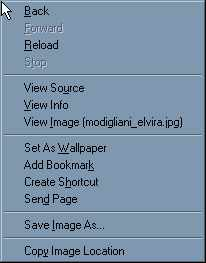 Back
Forward
Reload
Stop
View Source
View Info
View Image (modigliani_elvira.jpg)
Set As Wallpaper
Add Bookmark
Create Shortcut
Send Page
Save Image As...
Copy Image Location